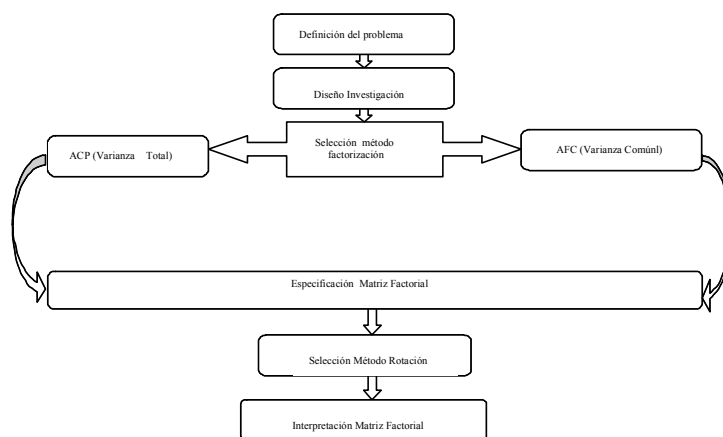 Definición del problema
Diseño Investigación
Selección método
factorización
ACP (Varianza Total)
AFC (Varianza Comúnl)
Especificación Matriz Factorial
Selección Método Rotación
Interpretación Matriz Factorial